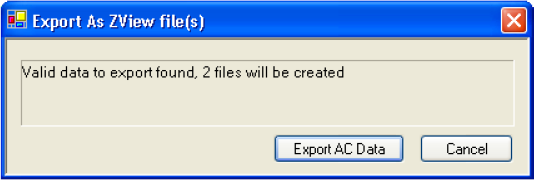 Export As ZView file(s)
Valid data to export found, 2 files will be created
Export AC Data
Cancel